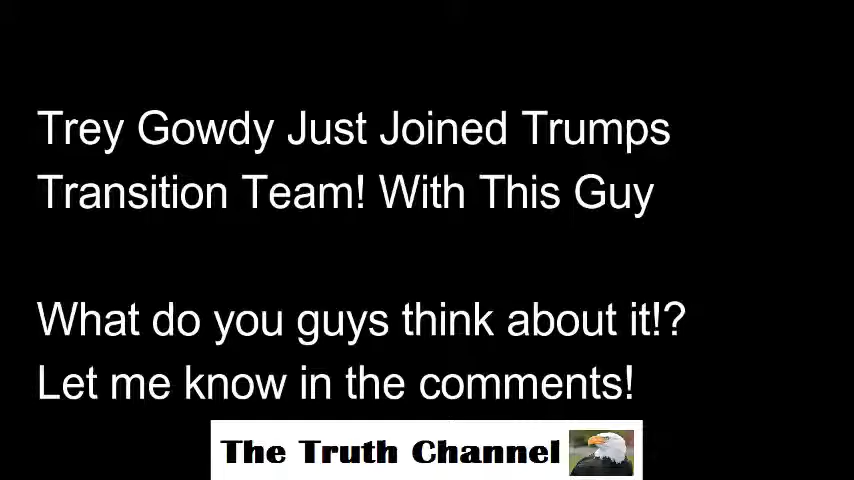 Trey Gowdy Just Joined Trumps
Transition Team! With This Guy
What do you guys think about it!?
Let me know in the comments!
The Truth Channel